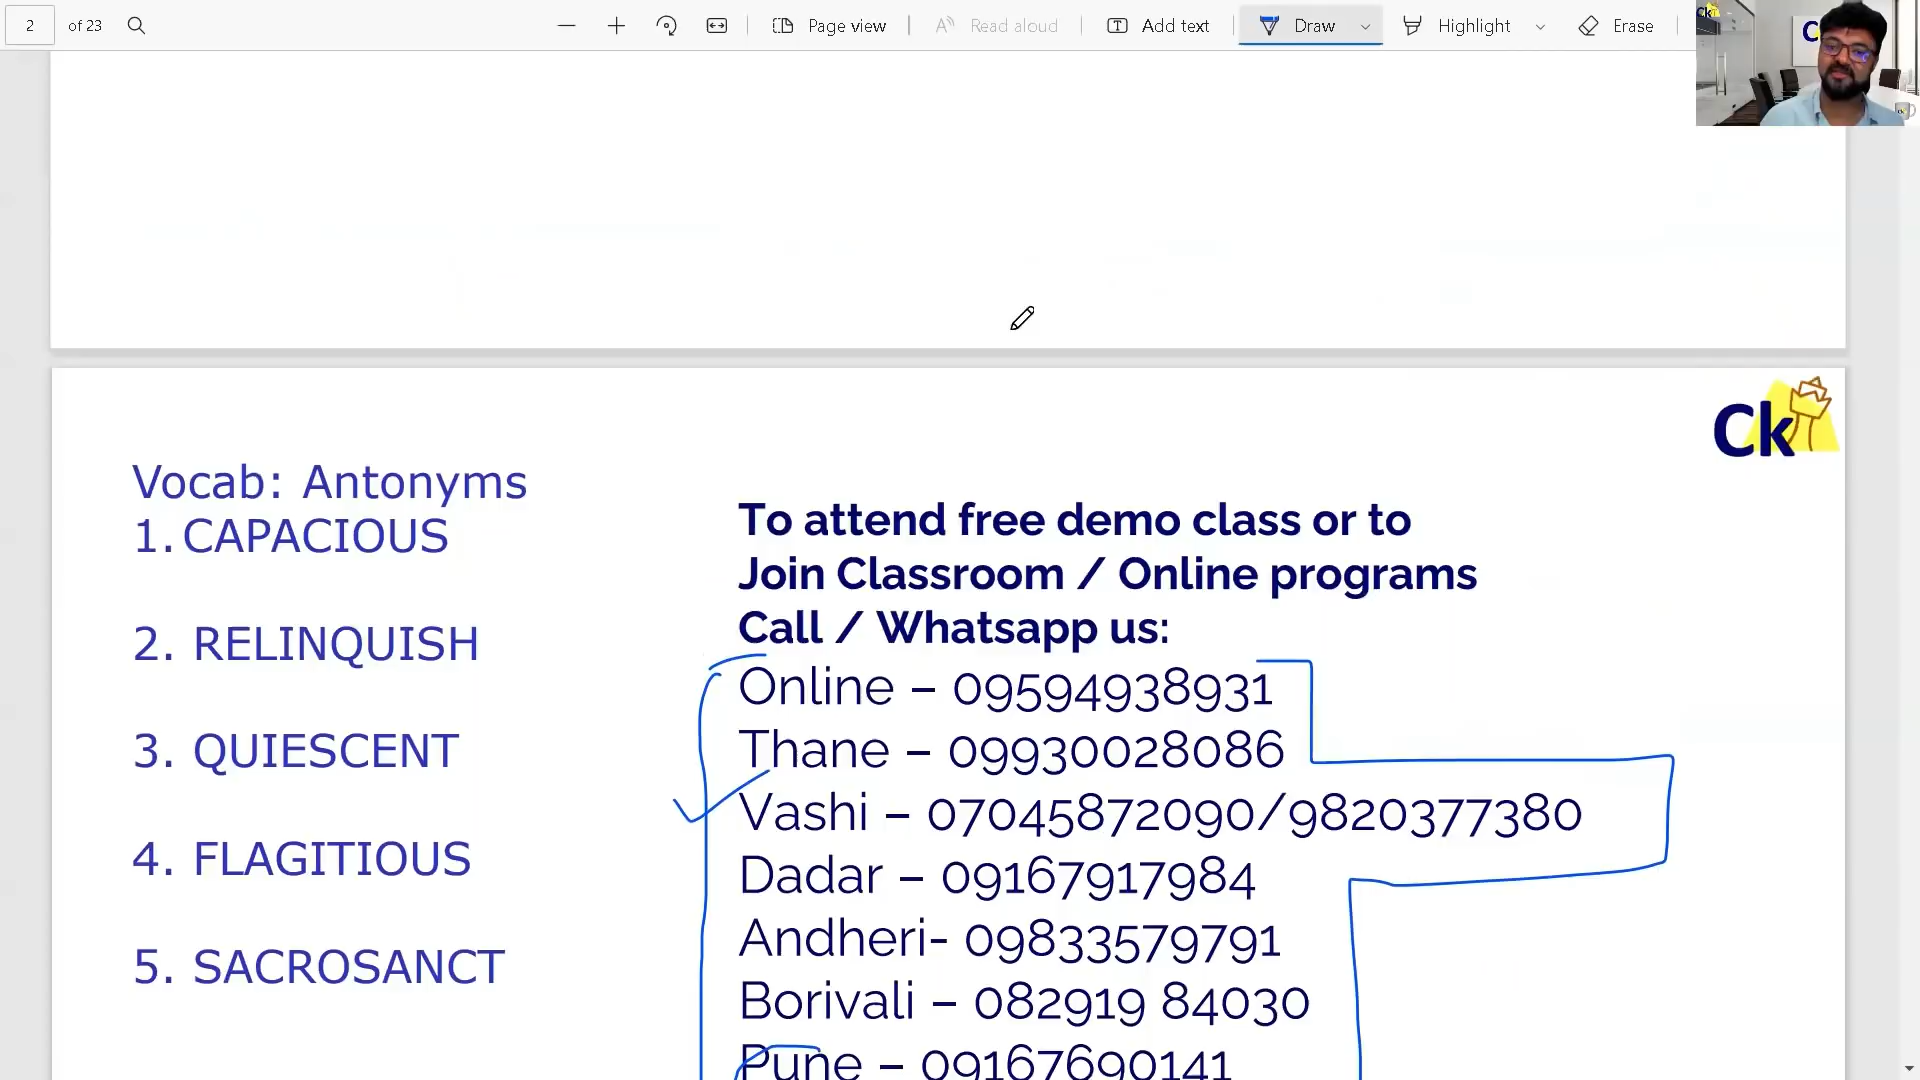 2 of 23 Page view Read aloud Add text Draw Highlight Erase
Ck
Vocab: Antonyms
1. CAPACIOUS
2. RELINQUISH
3. QUIESCENT
4. FLAGITIOUS
5. SACROSANCT
To attend free demo class or to
Join Classroom / Online programs
Call / Whatsapp us:
Online – 09594938931
Thane – 09930028086
Vashi – 07045872090/9820377380
Dadar – 09167917984
Andheri- 09833579791
Borivali – 082919 84030
Pune – 09167690141